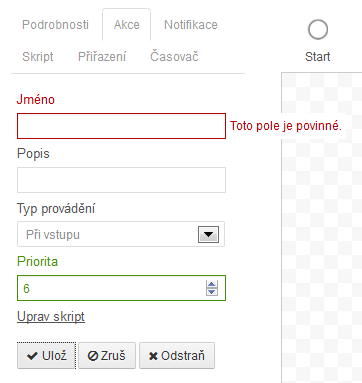 Podrobnosti Akce Notifikace
Skript Přiřazení Časovač
Start
Jméno
Toto pole je povinné.
Popis
Typ provádění
Při vstupu
Priorita
6
Uprav skript
Ulož Zruš Odstraň